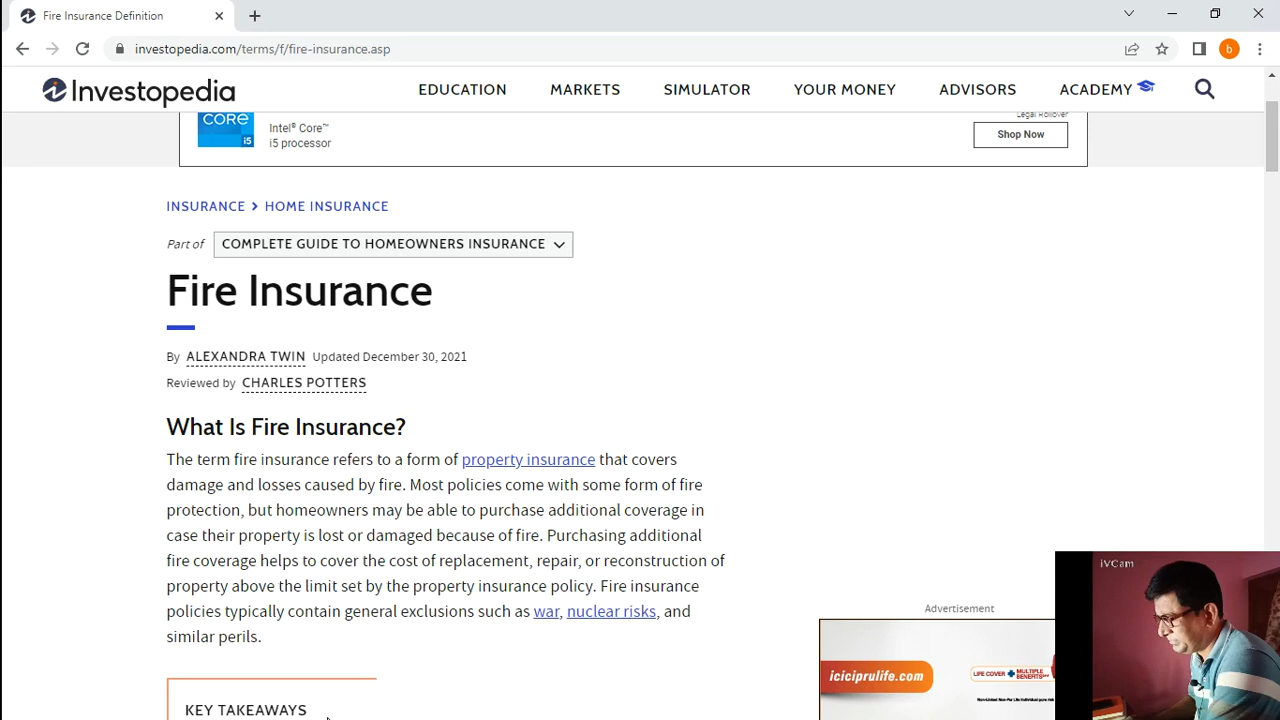 Fire Insurance Definition
investopedia.com/terms/f/fire-insurance.asp
b
Investopedia
EDUCATION
MARKETS
SIMULATOR
YOUR MONEY
ADVISORS
ACADEMY
CORE
i5
Intel® Core™
i5 processor
Legal Rollover
Shop Now
INSURANCE > HOME INSURANCE
Part of COMPLETE GUIDE TO HOMEOWNERS INSURANCE
Fire Insurance
By ALEXANDRA TWIN Updated December 30, 2021
Reviewed by CHARLES POTTERS
What Is Fire Insurance?
The term fire insurance refers to a form of property insurance that covers
damage and losses caused by fire. Most policies come with some form of fire
protection, but homeowners may be able to purchase additional coverage in
case their property is lost or damaged because of fire. Purchasing additional
fire coverage helps to cover the cost of replacement, repair, or reconstruction of
property above the limit set by the property insurance policy. Fire insurance
policies typically contain general exclusions such as war, nuclear risks, and
similar perils.
KEY TAKEAWAYS
Advertisement
iciciprulife.com
LIFE COVER + MULTIPLE
BENEFITS
iVCam